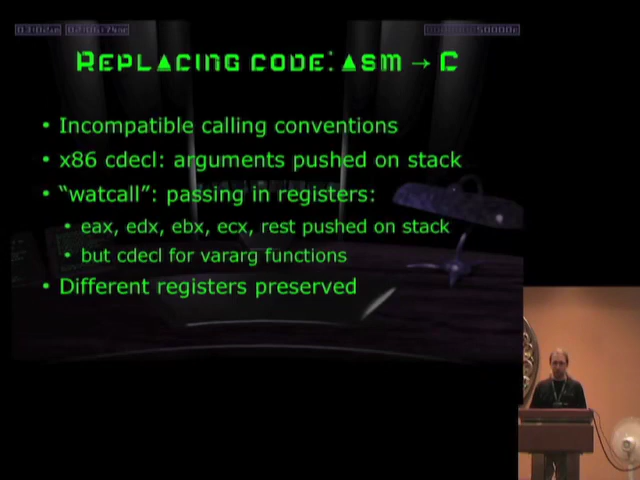 Replacing code: asm → C
• Incompatible calling conventions
• x86 cdecl: arguments pushed on stack
• “watcall”: passing in registers:
• eax, edx, ebx, ecx, rest pushed on stack
• but cdecl for vararg functions
• Different registers preserved